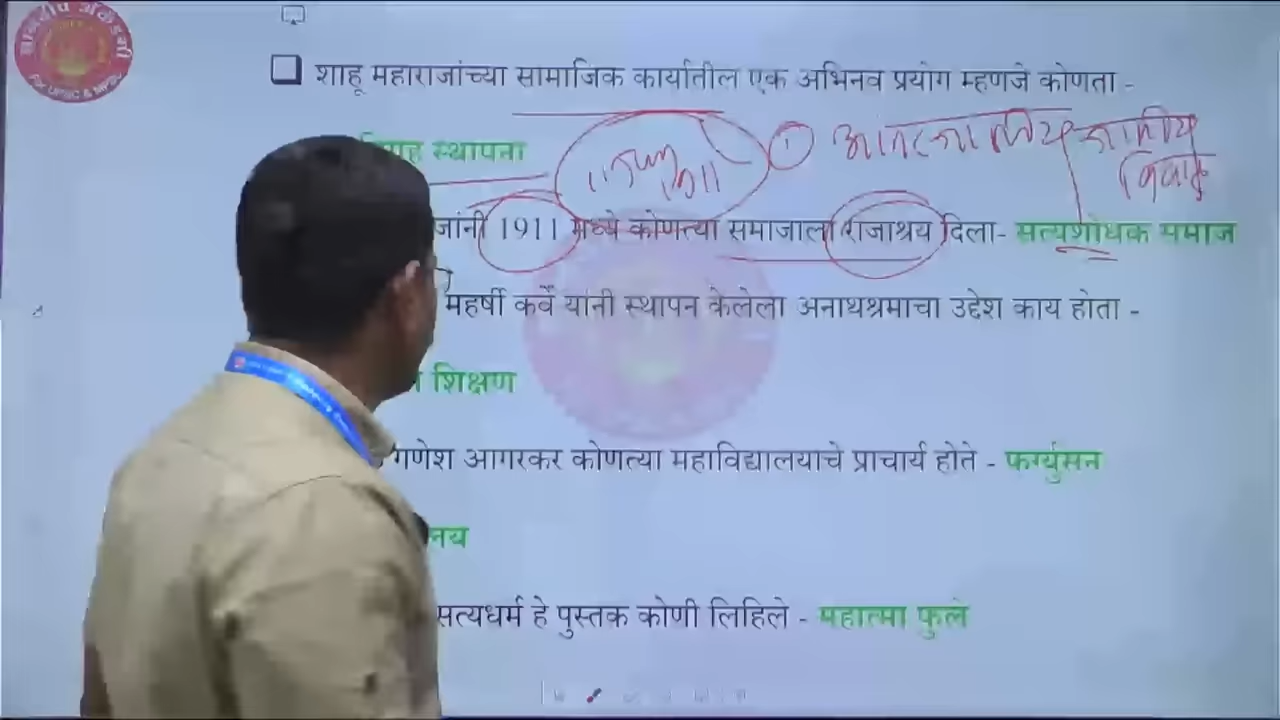 शाहू महाराजांच्या सामाजिक कार्यातील एक अभिनव प्रयोग म्हणजे कोणता -
स्थापना
आंतरजातीय
विवाह
जांनी 1911 मध्ये कोणत्या समाजाला राजाश्रय दिला- सत्यशोधक समाज
महर्षी कर्वे यांनी स्थापन केलेला अनाथश्रमाचा उद्देश काय होता -
शिक्षण
गणेश आगरकर कोणत्या महाविद्यालयाचे प्राचार्य होते - फर्ग्युसन
सत्यधर्म हे पुस्तक कोणी लिहिले - महात्मा फुले